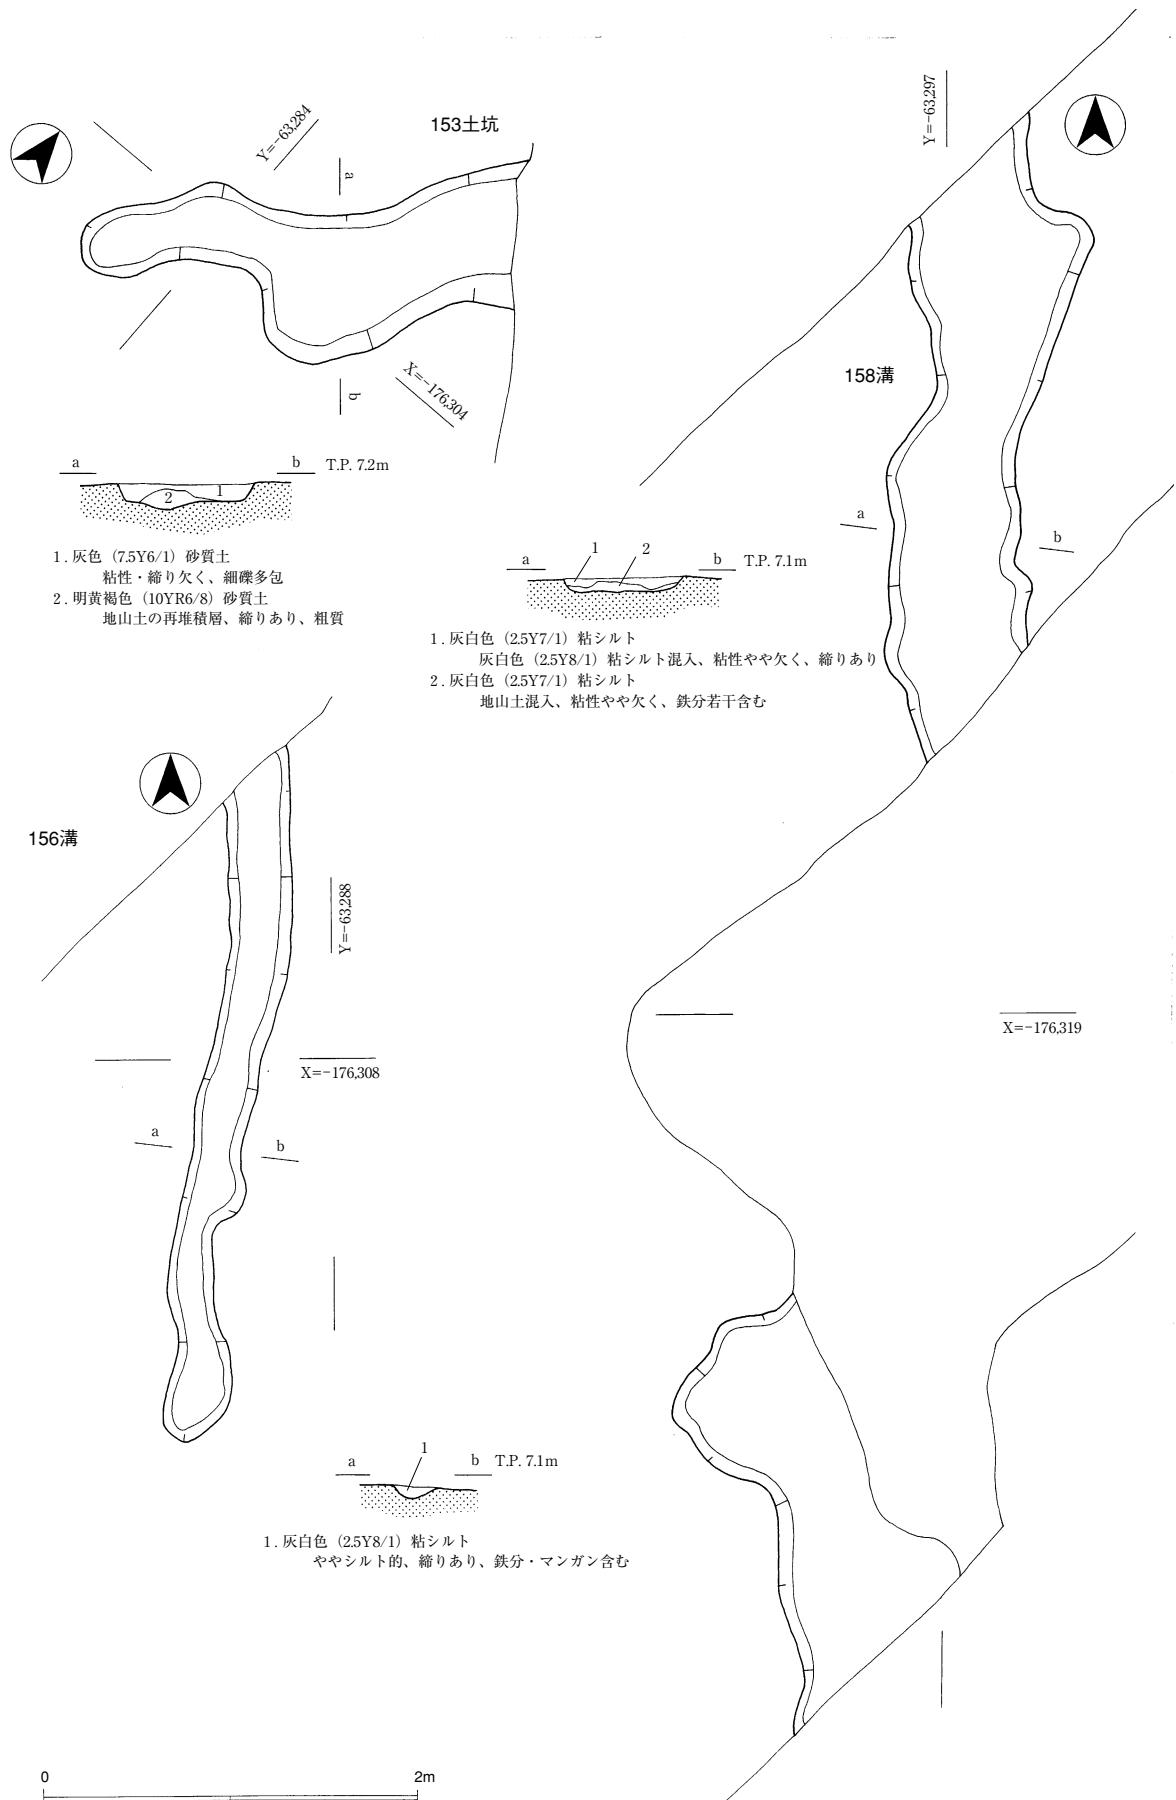 153土坑
Y=-63,284
a
b
X=-176,304
a
b
T.P. 7.2m
1
2
1．灰色（7.5Y6/1）砂質土
粘性・締り欠く、細礫多包
2．明黄褐色（10YR6/8）砂質土
地山土の再堆積層、締りあり、粗質
Y=-63,297
158溝
a
b
a
1
2
b
T.P. 7.1m
1．灰白色（2.5Y7/1）粘シルト
灰白色（2.5Y8/1）粘シルト混入、粘性やや欠く、締りあり
2．灰白色（2.5Y7/1）粘シルト
地山土混入、粘性やや欠く、鉄分若干含む
X=-176,319
156溝
Y=-63,288
X=-176,308
a
b
a
1
b
T.P. 7.1m
1．灰白色（2.5Y8/1）粘シルト
ややシルト的、締りあり、鉄分・マンガン含む
0
2m